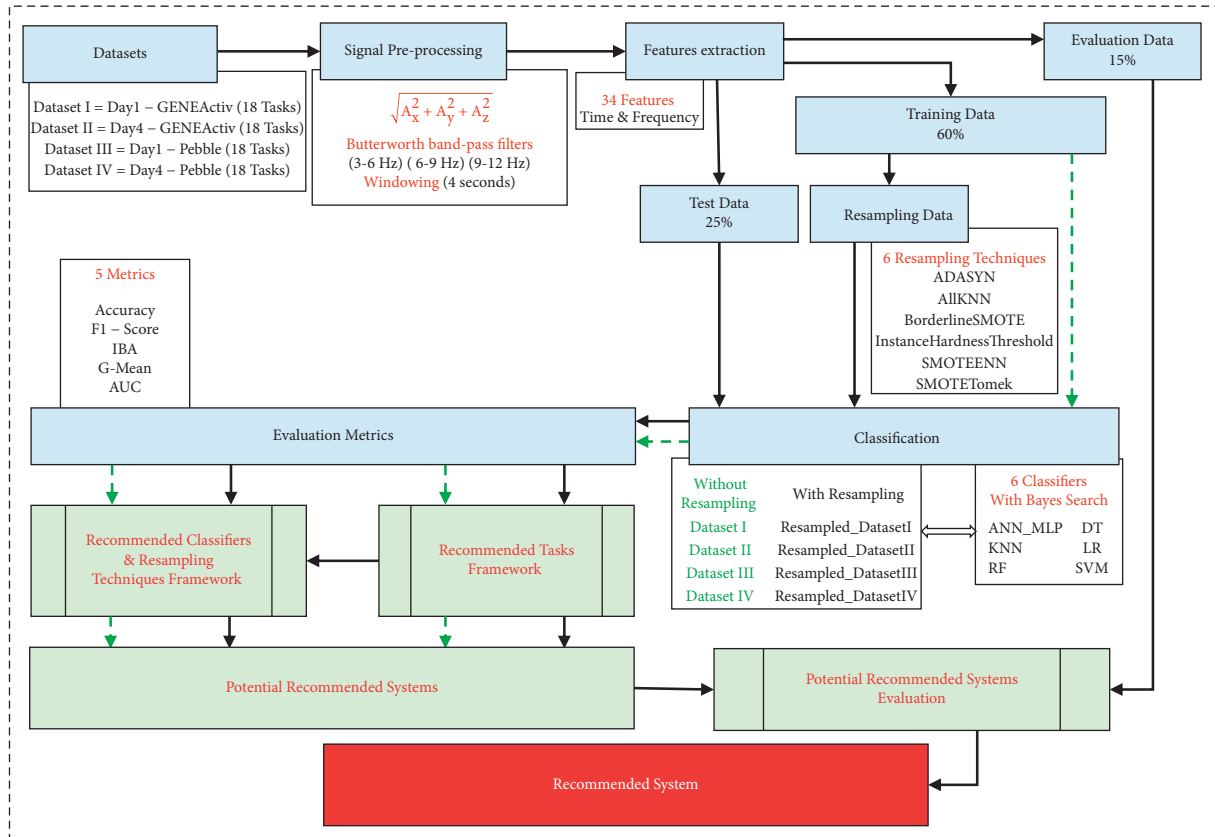 Datasets
Dataset I = Day1 – GENEActiv (18 Tasks)
Dataset II = Day4 – GENEActiv (18 Tasks)
Dataset III = Day1 – Pebble (18 Tasks)
Dataset IV = Day4 – Pebble (18 Tasks)
Signal Pre-processing
√(A_x^2 + A_y^2 + A_z^2)
Butterworth band-pass filters
(3-6 Hz) ( 6-9 Hz) (9-12 Hz)
Windowing (4 seconds)
Features extraction
34 Features
Time & Frequency
Evaluation Data
15%
Training Data
60%
Test Data
25%
Resampling Data
6 Resampling Techniques
ADASYN
AllKNN
BorderlineSMOTE
InstanceHardnessThreshold
SMOTEENN
SMOTETomek
5 Metrics
Accuracy
F1 – Score
IBA
G-Mean
AUC
Evaluation Metrics
Classification
Without
Resampling
Dataset I
Dataset II
Dataset III
Dataset IV
With Resampling
Resampled_DatasetI
Resampled_DatasetII
Resampled_DatasetIII
Resampled_DatasetIV
6 Classifiers
With Bayes Search
ANN_MLP DT
KNN LR
RF SVM
Recommended Classifiers
& Resampling
Techniques Framework
Recommended Tasks
Framework
Potential Recommended Systems
Potential Recommended Systems
Evaluation
Recommended System